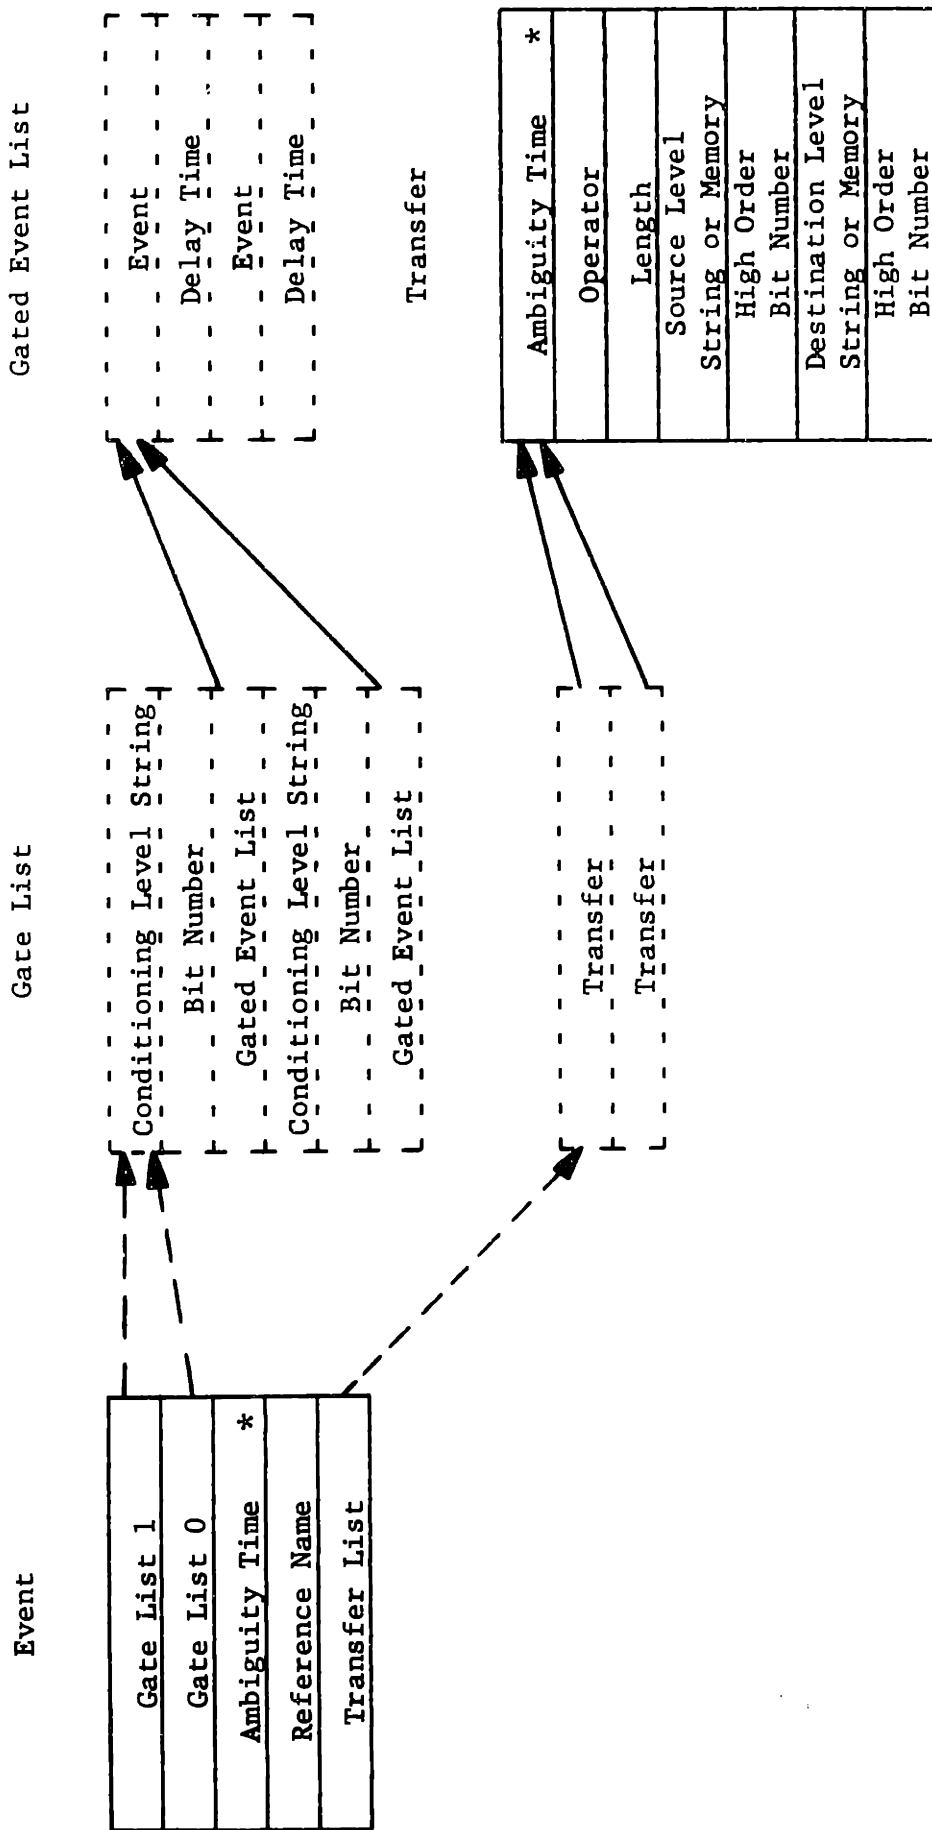 Event
Gate List 1
Gate List 0
Ambiguity Time *
Reference Name
Transfer List
Gate List
Conditioning Level String
Bit Number
Gated Event List
Conditioning Level String
Bit Number
Gated Event List
Transfer
Transfer
Gated Event List
Event
Delay Time
Event
Delay Time
Transfer
Ambiguity Time *
Operator
Length
Source Level
String or Memory
High Order
Bit Number
Destination Level
String or Memory
High Order
Bit Number